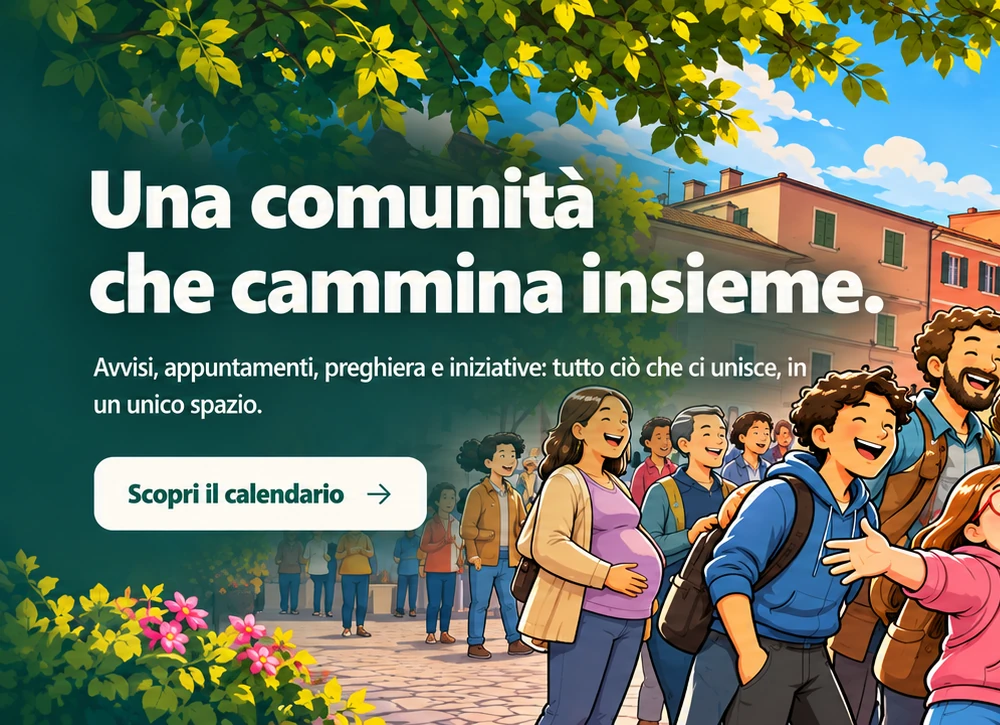 Una comunità
che cammina insieme.
Avvisi, appuntamenti, preghiera e iniziative: tutto ciò che ci unisce, in
un unico spazio.
Scopri il calendario →